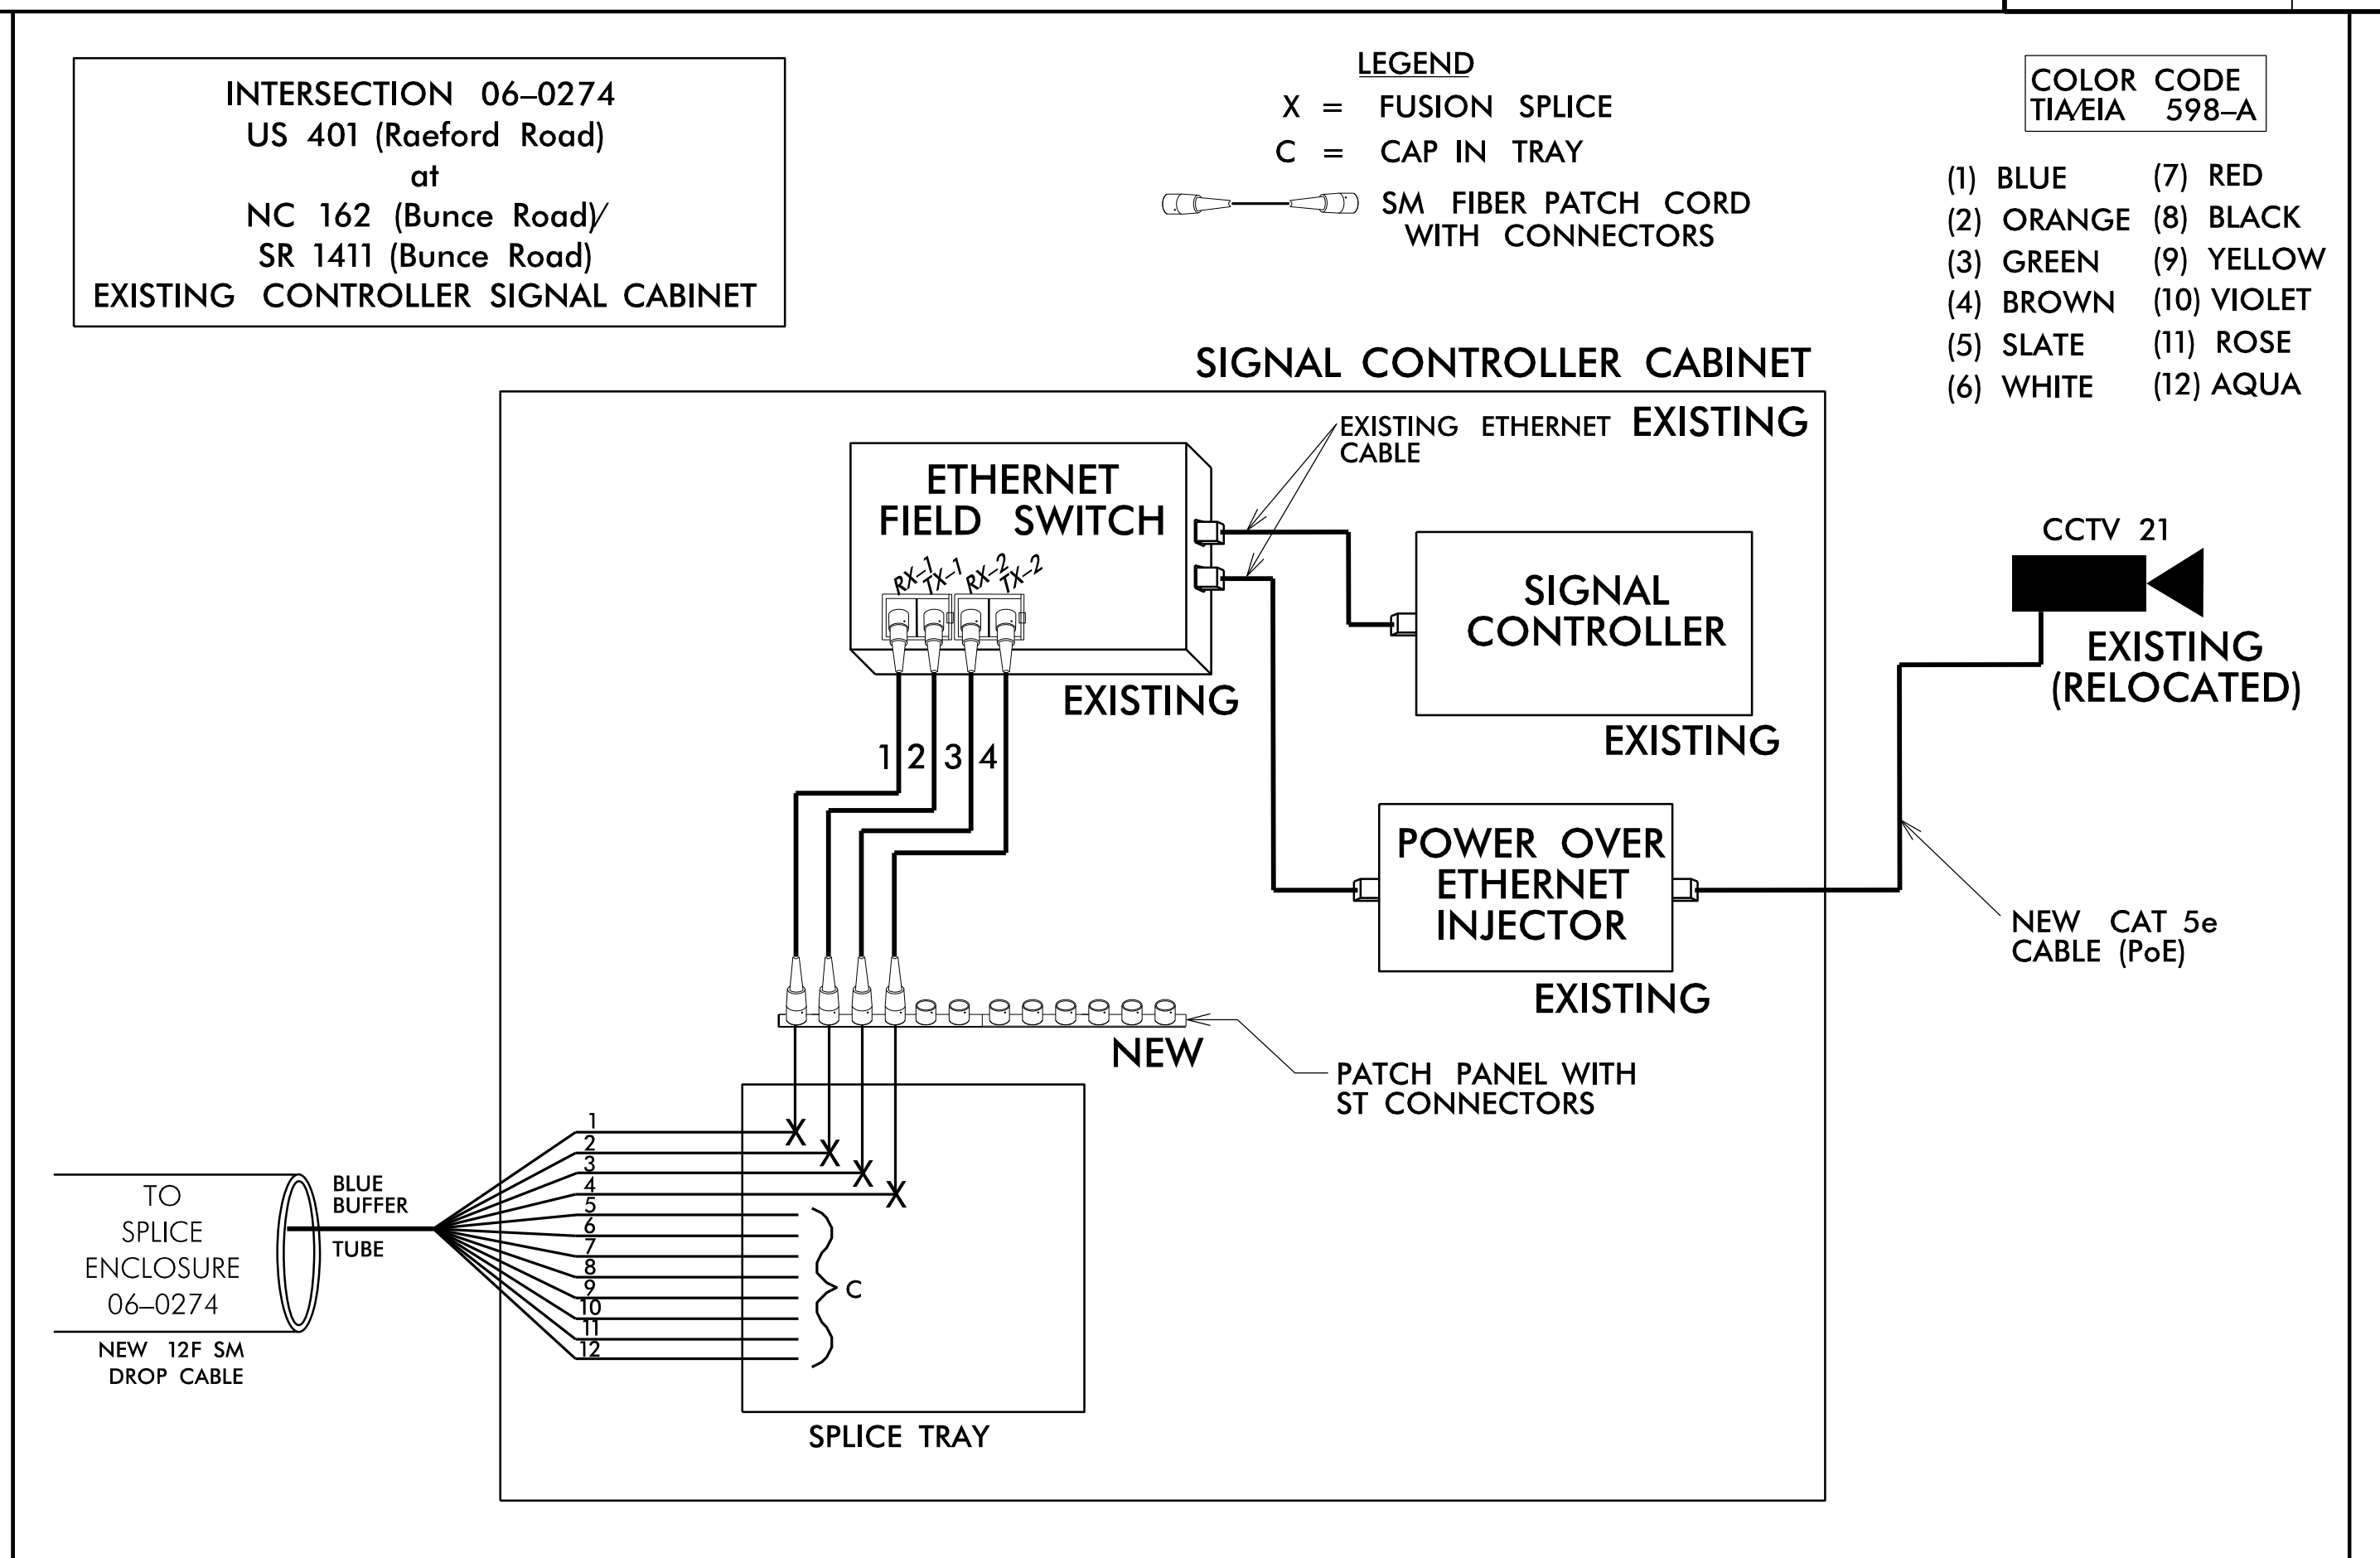 INTERSECTION 06–0274
US 401 (Raeford Road)
at
NC 162 (Bunce Road)/
SR 1411 (Bunce Road)
EXISTING CONTROLLER SIGNAL CABINET
LEGEND
X = FUSION SPLICE
C = CAP IN TRAY
SM FIBER PATCH CORD
WITH CONNECTORS
COLOR CODE
TIA/EIA 598–A
(1) BLUE
(2) ORANGE
(3) GREEN
(4) BROWN
(5) SLATE
(6) WHITE
(7) RED
(8) BLACK
(9) YELLOW
(10) VIOLET
(11) ROSE
(12) AQUA
SIGNAL CONTROLLER CABINET
EXISTING
EXISTING ETHERNET
CABLE
ETHERNET
FIELD SWITCH
RX–1
TX–1
RX–2
TX–2
EXISTING
SIGNAL
CONTROLLER
EXISTING
CCTV 21
EXISTING
(RELOCATED)
1 2 3 4
POWER OVER
ETHERNET
INJECTOR
EXISTING
NEW CAT 5e
CABLE (PoE)
NEW
PATCH PANEL WITH
ST CONNECTORS
X
X
X
X
1
2
3
4
5
6
7
8
9
10
11
12
C
SPLICE TRAY
BLUE
BUFFER
TUBE
TO
SPLICE
ENCLOSURE
06–0274
NEW 12F SM
DROP CABLE